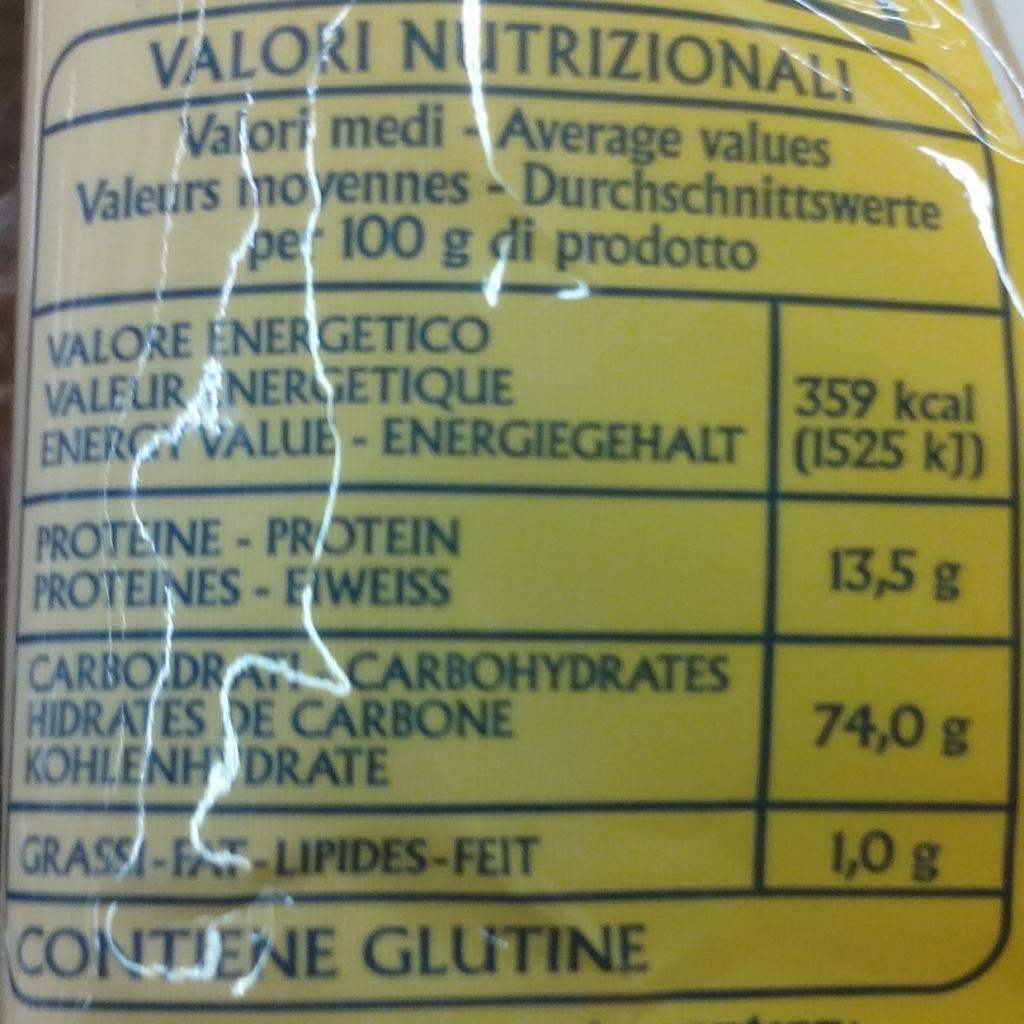 VALORI NUTRIZIONALI
Valori medi - Average values
Valeurs moyennes - Durchschnittswerte
per 100 g di prodotto
VALORE ENERGETICO
VALEUR ENERGETIQUE
ENERGY VALUE - ENERGIEGEHALT
359 kcal
(1525 kJ)
PROTEINE - PROTEIN
PROTEINES - EIWEISS
13,5 g
CARBOIDRATI - CARBOHYDRATES
HIDRATES DE CARBONE
KOHLENHYDRATE
74,0 g
GRASSI - FAT - LIPIDES - FEIT
1,0 g
CONTIENE GLUTINE